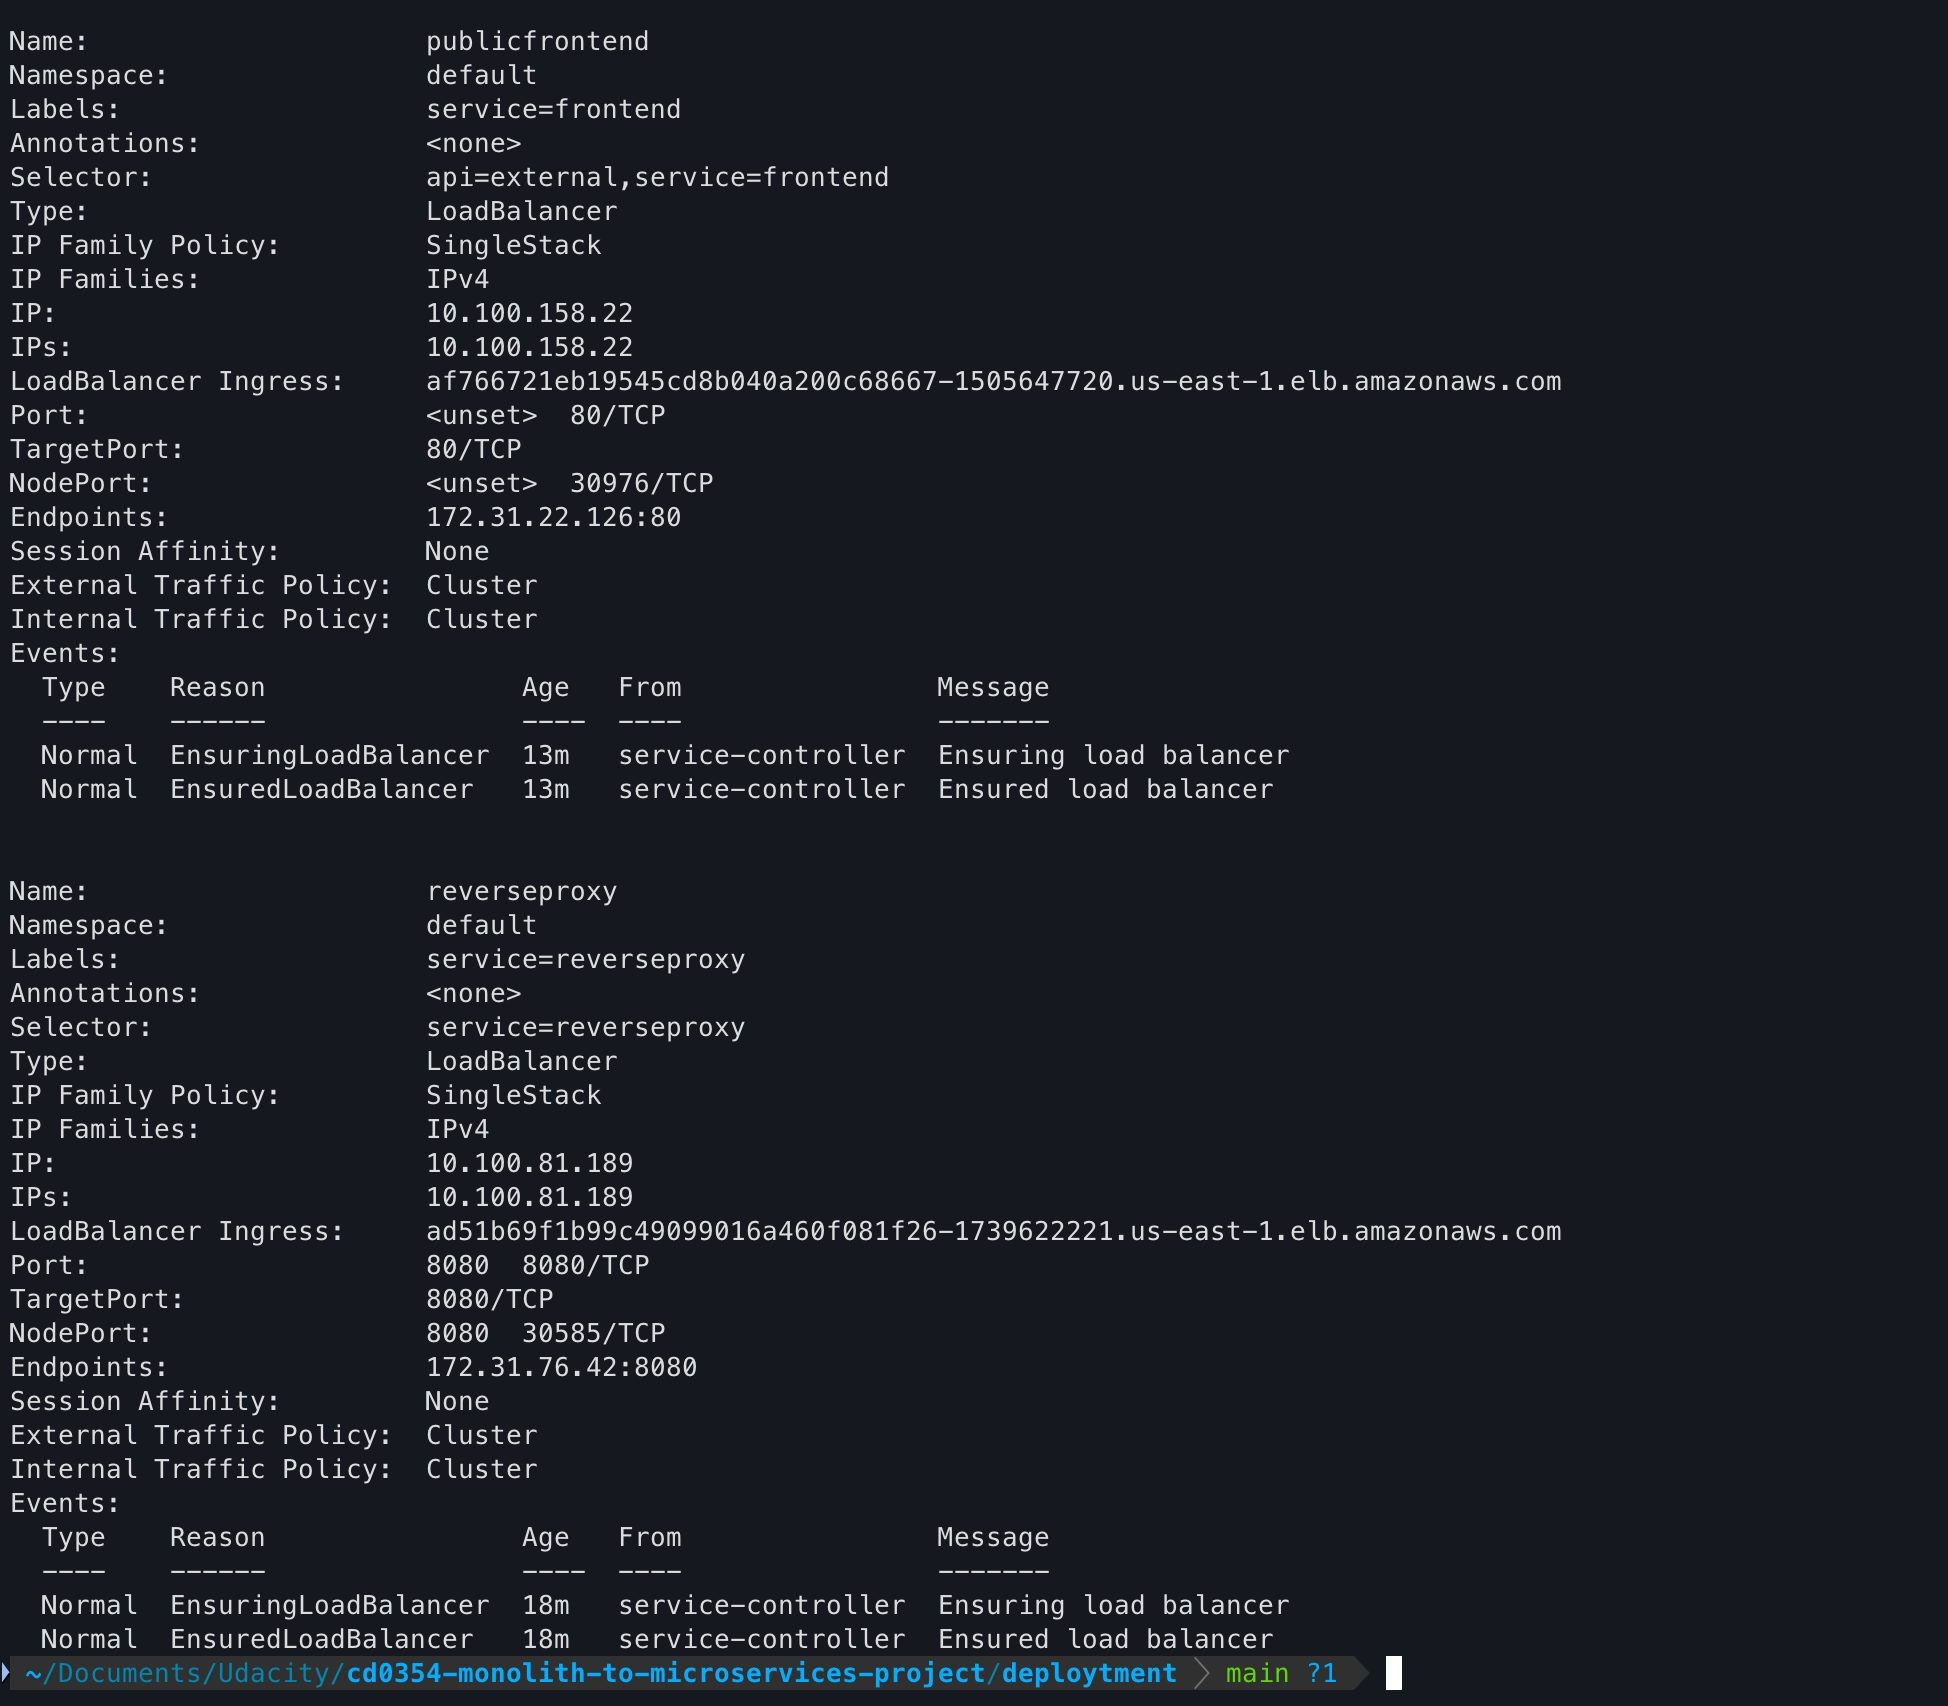 Name:                     publicfrontend
Namespace:                default
Labels:                   service=frontend
Annotations:              <none>
Selector:                 api=external,service=frontend
Type:                     LoadBalancer
IP Family Policy:         SingleStack
IP Families:              IPv4
IP:                       10.100.158.22
IPs:                      10.100.158.22
LoadBalancer Ingress:     af766721eb19545cd8b040a200c68667-1505647720.us-east-1.elb.amazonaws.com
Port:                     <unset>  80/TCP
TargetPort:               80/TCP
NodePort:                 <unset>  30976/TCP
Endpoints:                172.31.22.126:80
Session Affinity:         None
External Traffic Policy:  Cluster
Internal Traffic Policy:  Cluster
Events:
  Type    Reason                Age   From                Message
  ----    ------                ----  ----                -------
  Normal  EnsuringLoadBalancer  13m   service-controller  Ensuring load balancer
  Normal  EnsuredLoadBalancer   13m   service-controller  Ensured load balancer
Name:                     reverseproxy
Namespace:                default
Labels:                   service=reverseproxy
Annotations:              <none>
Selector:                 service=reverseproxy
Type:                     LoadBalancer
IP Family Policy:         SingleStack
IP Families:              IPv4
IP:                       10.100.81.189
IPs:                      10.100.81.189
LoadBalancer Ingress:     ad51b69f1b99c49099016a460f081f26-1739622221.us-east-1.elb.amazonaws.com
Port:                     8080  8080/TCP
TargetPort:               8080/TCP
NodePort:                 8080  30585/TCP
Endpoints:                172.31.76.42:8080
Session Affinity:         None
External Traffic Policy:  Cluster
Internal Traffic Policy:  Cluster
Events:
  Type    Reason                Age   From                Message
  ----    ------                ----  ----                -------
  Normal  EnsuringLoadBalancer  18m   service-controller  Ensuring load balancer
  Normal  EnsuredLoadBalancer   18m   service-controller  Ensured load balancer
~/Documents/Udacity/cd0354-monolith-to-microservices-project/deploytment main ?1